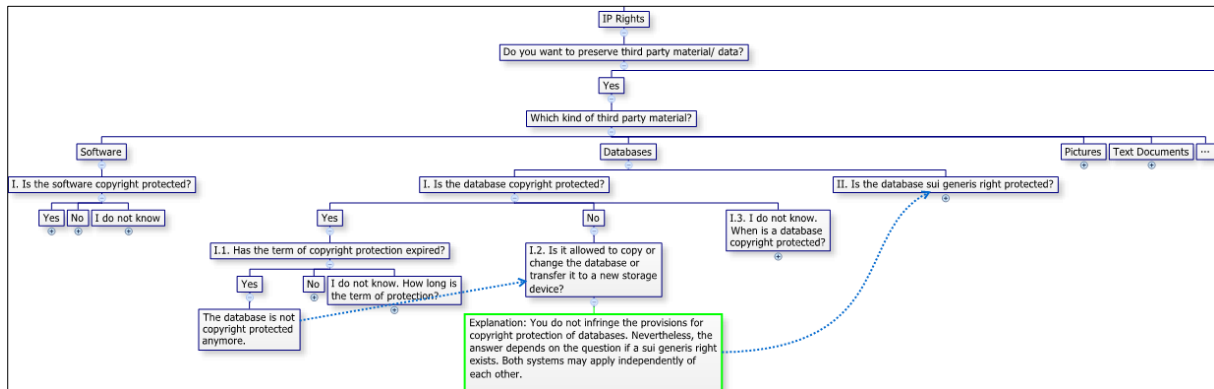 IP Rights
Do you want to preserve third party material/ data?
Yes
Which kind of third party material?
Software
Databases
Pictures
Text Documents
...
I. Is the software copyright protected?
I. Is the database copyright protected?
II. Is the database sui generis right protected?
Yes
No
I do not know
Yes
No
I.3. I do not know.
When is a database
copyright protected?
I.1. Has the term of copyright protection expired?
I.2. Is it allowed to copy or
change the database or
transfer it to a new storage
device?
Yes
No
I do not know. How long is
the term of protection?
The database is not
copyright protected
anymore.
Explanation: You do not infringe the provisions for
copyright protection of databases. Nevertheless, the
answer depends on the question if a sui generis right
exists. Both systems may apply independently of
each other.